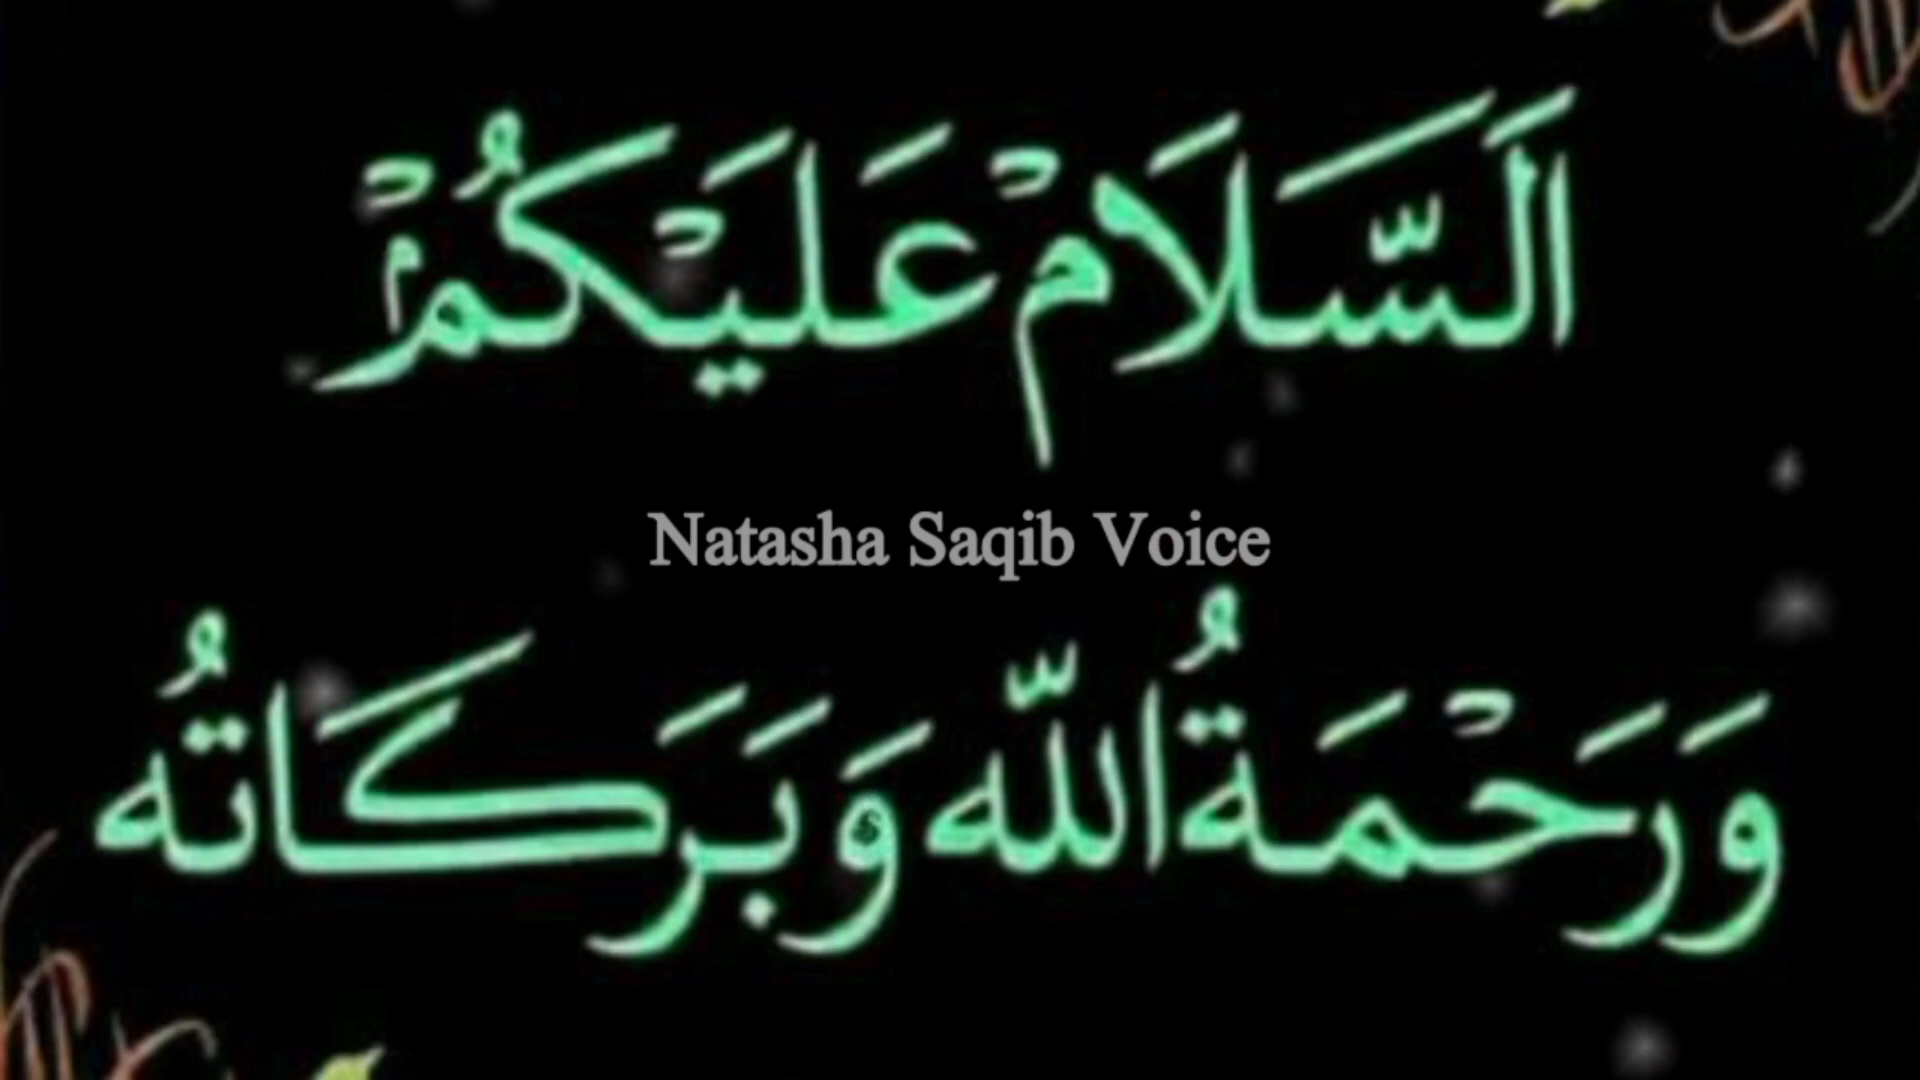 اَلسَّلَامْ عَلَيْكُمْ
Natasha Saqib Voice
وَرَحْمَةُ اللّه وَبَرَكَاتُه